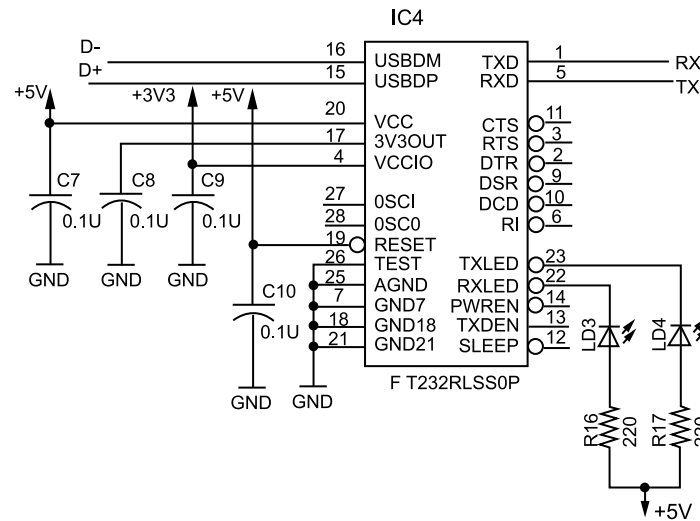 IC4
D- 16 USBDM TXD 1 RX
D+ 15 USBDP RXD 5 TX
+5V +3V3 +5V
20 VCC CTS 11
17 3V3OUT RTS 3
4 VCCIO DTR 2
DSR 9
C7 C8 C9
0.1U 0.1U 0.1U
27 0SCI DCD 10
28 0SC0 RI 6
19 RESET
26 TEST TXLED 23
25 AGND RXLED 22
7 GND7 PWREN 14
18 GND18 TXDEN 13
21 GND21 SLEEP 12
GND GND GND
C10
0.1U
F T232RLSS0P
LD3 LD4
GND GND
R16 220 R17
+5V